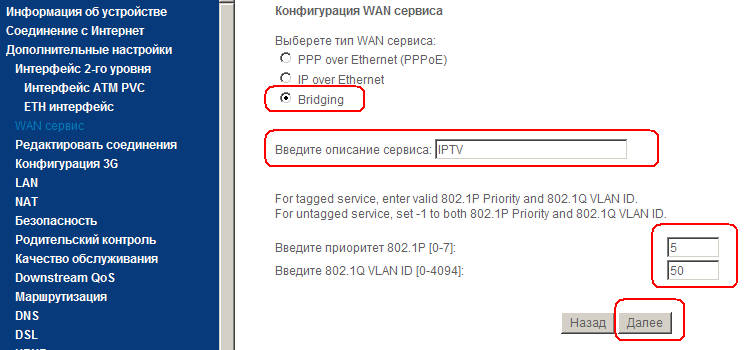 Информация об устройстве
Соединение с Интернет
Дополнительные настройки
Интерфейс 2-го уровня
Интерфейс ATM PVC
ETH интерфейс
WAN сервис
Редактировать соединения
Конфигурация 3G
LAN
NAT
Безопасность
Родительский контроль
Качество обслуживания
Downstream QoS
Маршрутизация
DNS
DSL
Конфигурация WAN сервиса
Выберете тип WAN сервиса:
PPP over Ethernet (PPPoE)
IP over Ethernet
Bridging
Введите описание сервиса: IPTV
For tagged service, enter valid 802.1P Priority and 802.1Q VLAN ID.
For untagged service, set -1 to both 802.1P Priority and 802.1Q VLAN ID.
Введите приоритет 802.1P [0-7]: 5
Введите 802.1Q VLAN ID [0-4094]: 50
Назад Далее